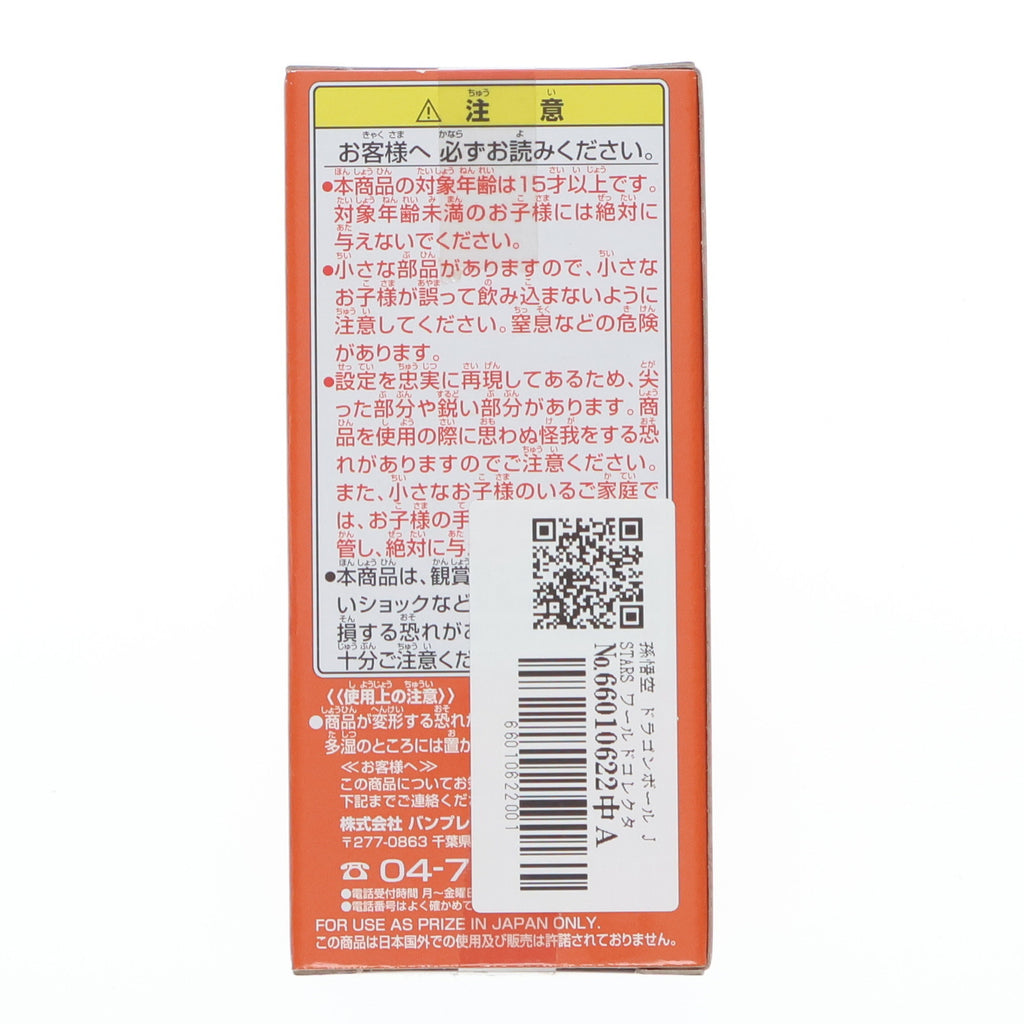 注意
お客様へ 必ずお読みください。
●本商品の対象年齢は15才以上です。
対象年齢未満のお子様には絶対に
与えないでください。
●小さな部品がありますので、小さな
お子様が誤って飲み込まないように
注意してください。窒息などの危険
があります。
●設定を忠実に再現してあるため、尖
った部分や鋭い部分があります。商
品を使用の際に思わぬ怪我をする恐
れがありますのでご注意ください。
また、小さなお子様のいるご家庭で
は、お子様の手
管し、絶対に与
●本商品は、観賞
いショックなど
損する恐れが
十分ご注意くだ
《使用上の注意》
●商品が変形する恐れ
多湿のところには置か
≪お客様へ≫
この商品についてお
下記までご連絡くだ
株式会社 バンプレ
〒277-0863 千葉県
☎ 04-7
●電話受付時間 月〜金曜日
●電話番号はよく確かめて
FOR USE AS PRIZE IN JAPAN ONLY.
この商品は日本国外での使用及び販売は許諾されておりません。
孫悟空 ドラゴンボール J
STARS ワールドコレクタ
No.66010622中 A
66010622001